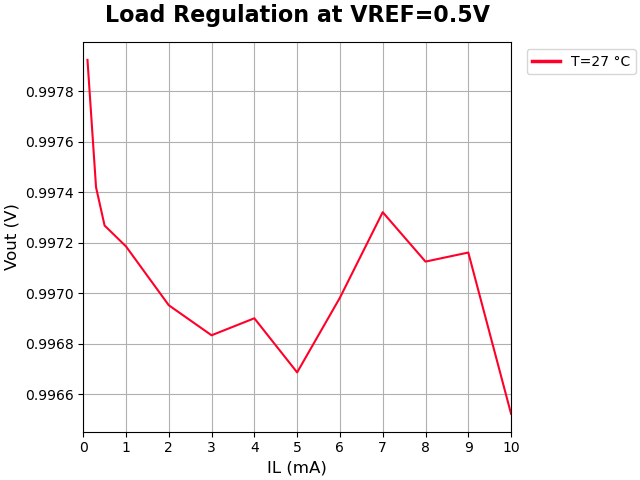 Load Regulation at VREF=0.5V
T=27 °C
0.9978
0.9976
0.9974
0.9972
0.9970
0.9968
0.9966
Vout (V)
0 1 2 3 4 5 6 7 8 9 10
IL (mA)